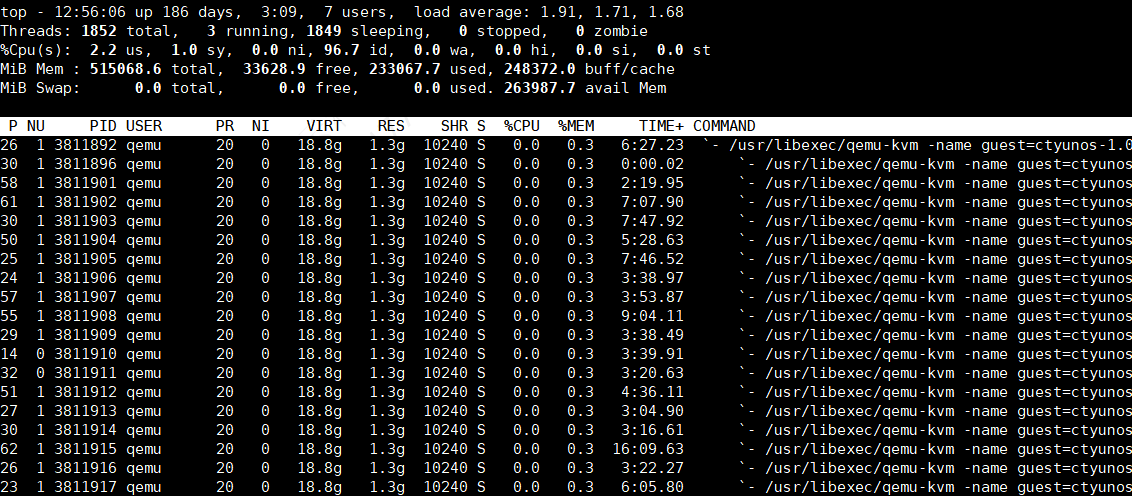 top - 12:56:06 up 186 days,  3:09,  7 users,  load average: 1.91, 1.71, 1.68
Threads: 1852 total,   3 running, 1849 sleeping,   0 stopped,   0 zombie
%Cpu(s):  2.2 us,  1.0 sy,  0.0 ni, 96.7 id,  0.0 wa,  0.0 hi,  0.0 si,  0.0 st
MiB Mem : 515068.6 total,  33628.9 free, 233067.7 used, 248372.0 buff/cache
MiB Swap:      0.0 total,      0.0 free,      0.0 used. 263987.7 avail Mem
P NU     PID USER      PR  NI    VIRT    RES    SHR S  %CPU  %MEM     TIME+ COMMAND
26  1 3811892 qemu      20   0   18.8g   1.3g  10240 S   0.0   0.3   6:27.23  `- /usr/libexec/qemu-kvm -name guest=ctyunos-1.0
30  1 3811896 qemu      20   0   18.8g   1.3g  10240 S   0.0   0.3   0:00.02      `- /usr/libexec/qemu-kvm -name guest=ctyunos
58  1 3811901 qemu      20   0   18.8g   1.3g  10240 S   0.0   0.3   2:19.95      `- /usr/libexec/qemu-kvm -name guest=ctyunos
61  1 3811902 qemu      20   0   18.8g   1.3g  10240 S   0.0   0.3   7:07.90      `- /usr/libexec/qemu-kvm -name guest=ctyunos
30  1 3811903 qemu      20   0   18.8g   1.3g  10240 S   0.0   0.3   7:47.92      `- /usr/libexec/qemu-kvm -name guest=ctyunos
50  1 3811904 qemu      20   0   18.8g   1.3g  10240 S   0.0   0.3   5:28.63      `- /usr/libexec/qemu-kvm -name guest=ctyunos
25  1 3811905 qemu      20   0   18.8g   1.3g  10240 S   0.0   0.3   7:46.52      `- /usr/libexec/qemu-kvm -name guest=ctyunos
24  1 3811906 qemu      20   0   18.8g   1.3g  10240 S   0.0   0.3   3:38.97      `- /usr/libexec/qemu-kvm -name guest=ctyunos
57  1 3811907 qemu      20   0   18.8g   1.3g  10240 S   0.0   0.3   3:53.87      `- /usr/libexec/qemu-kvm -name guest=ctyunos
55  1 3811908 qemu      20   0   18.8g   1.3g  10240 S   0.0   0.3   9:04.11      `- /usr/libexec/qemu-kvm -name guest=ctyunos
29  1 3811909 qemu      20   0   18.8g   1.3g  10240 S   0.0   0.3   3:38.49      `- /usr/libexec/qemu-kvm -name guest=ctyunos
14  0 3811910 qemu      20   0   18.8g   1.3g  10240 S   0.0   0.3   3:39.91      `- /usr/libexec/qemu-kvm -name guest=ctyunos
32  0 3811911 qemu      20   0   18.8g   1.3g  10240 S   0.0   0.3   3:20.63      `- /usr/libexec/qemu-kvm -name guest=ctyunos
51  1 3811912 qemu      20   0   18.8g   1.3g  10240 S   0.0   0.3   4:36.11      `- /usr/libexec/qemu-kvm -name guest=ctyunos
27  1 3811913 qemu      20   0   18.8g   1.3g  10240 S   0.0   0.3   3:04.90      `- /usr/libexec/qemu-kvm -name guest=ctyunos
30  1 3811914 qemu      20   0   18.8g   1.3g  10240 S   0.0   0.3   3:16.61      `- /usr/libexec/qemu-kvm -name guest=ctyunos
62  1 3811915 qemu      20   0   18.8g   1.3g  10240 S   0.0   0.3  16:09.63      `- /usr/libexec/qemu-kvm -name guest=ctyunos
26  1 3811916 qemu      20   0   18.8g   1.3g  10240 S   0.0   0.3   3:22.27      `- /usr/libexec/qemu-kvm -name guest=ctyunos
23  1 3811917 qemu      20   0   18.8g   1.3g  10240 S   0.0   0.3   6:05.80      `- /usr/libexec/qemu-kvm -name guest=ctyunos